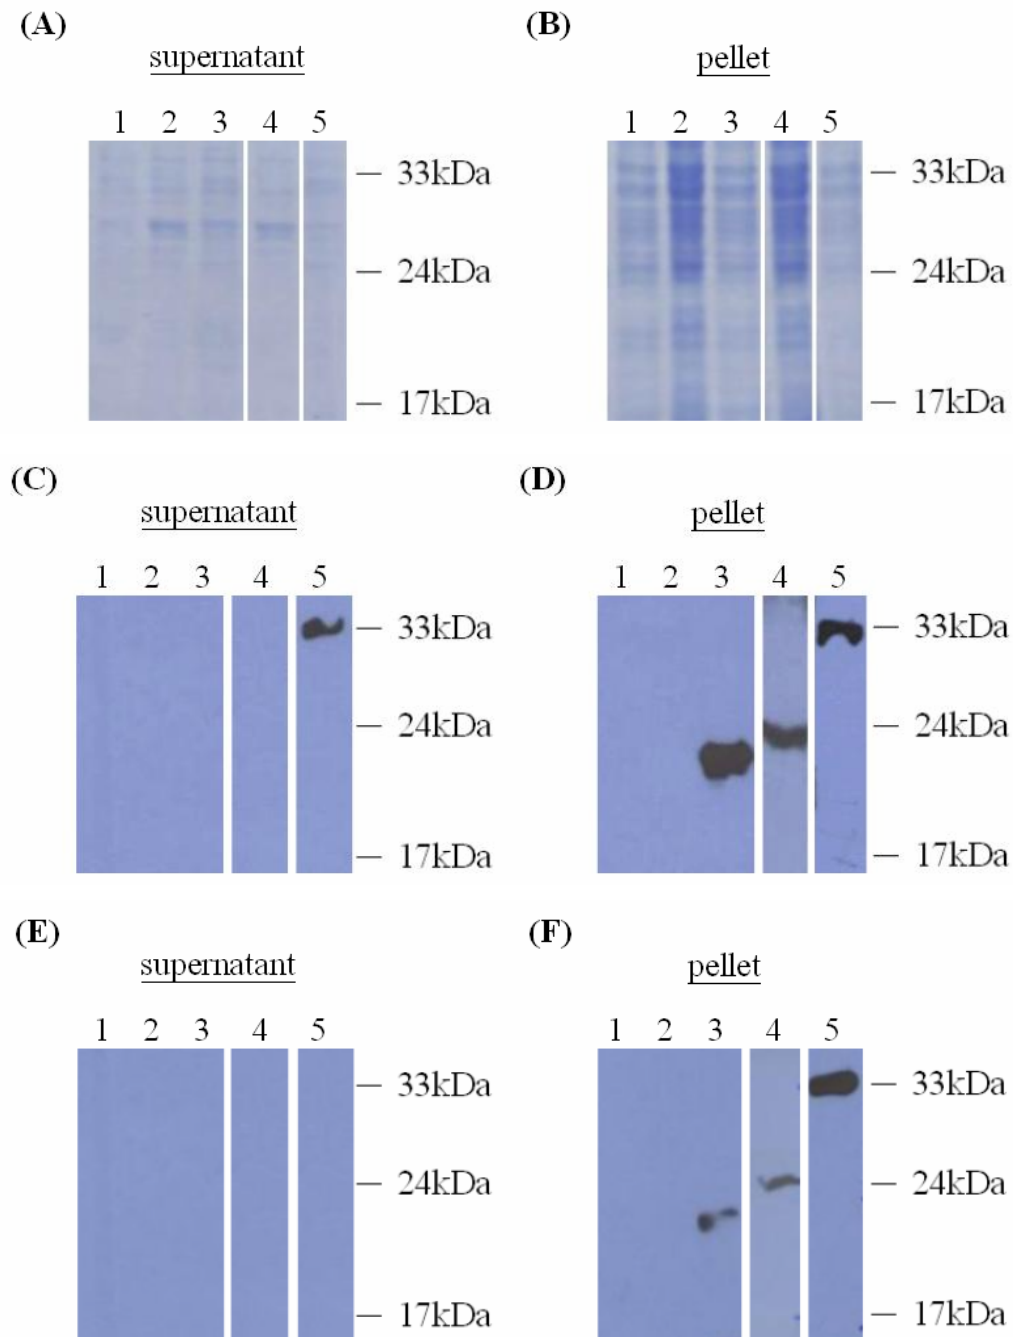 (A) (B)
supernatant pellet
1 2 3 4 5 1 2 3 4 5
33kDa 33kDa
24kDa 24kDa
17kDa 17kDa
(C) (D)
supernatant pellet
1 2 3 4 5 1 2 3 4 5
33kDa 33kDa
24kDa 24kDa
17kDa 17kDa
(E) (F)
supernatant pellet
1 2 3 4 5 1 2 3 4 5
33kDa 33kDa
24kDa 24kDa
17kDa 17kDa